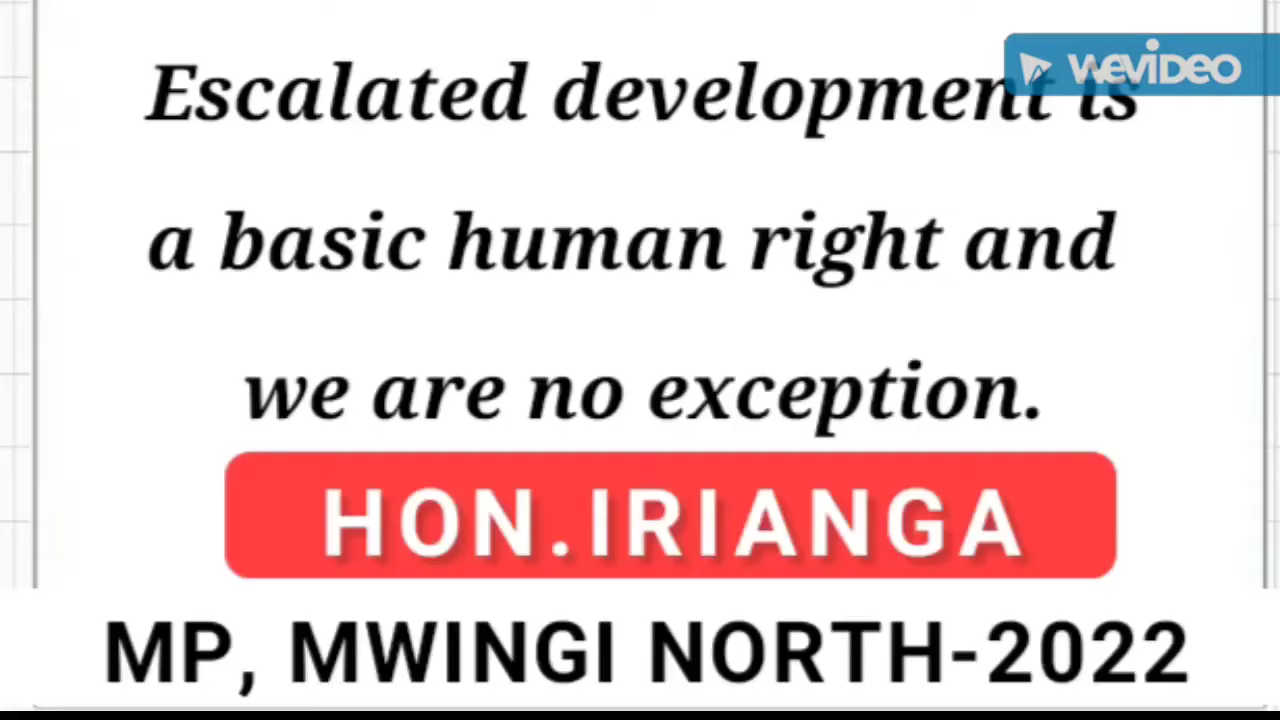 wevideo
Escalated development is
a basic human right and
we are no exception.
HON.IRIANGA
MP, MWINGI NORTH-2022